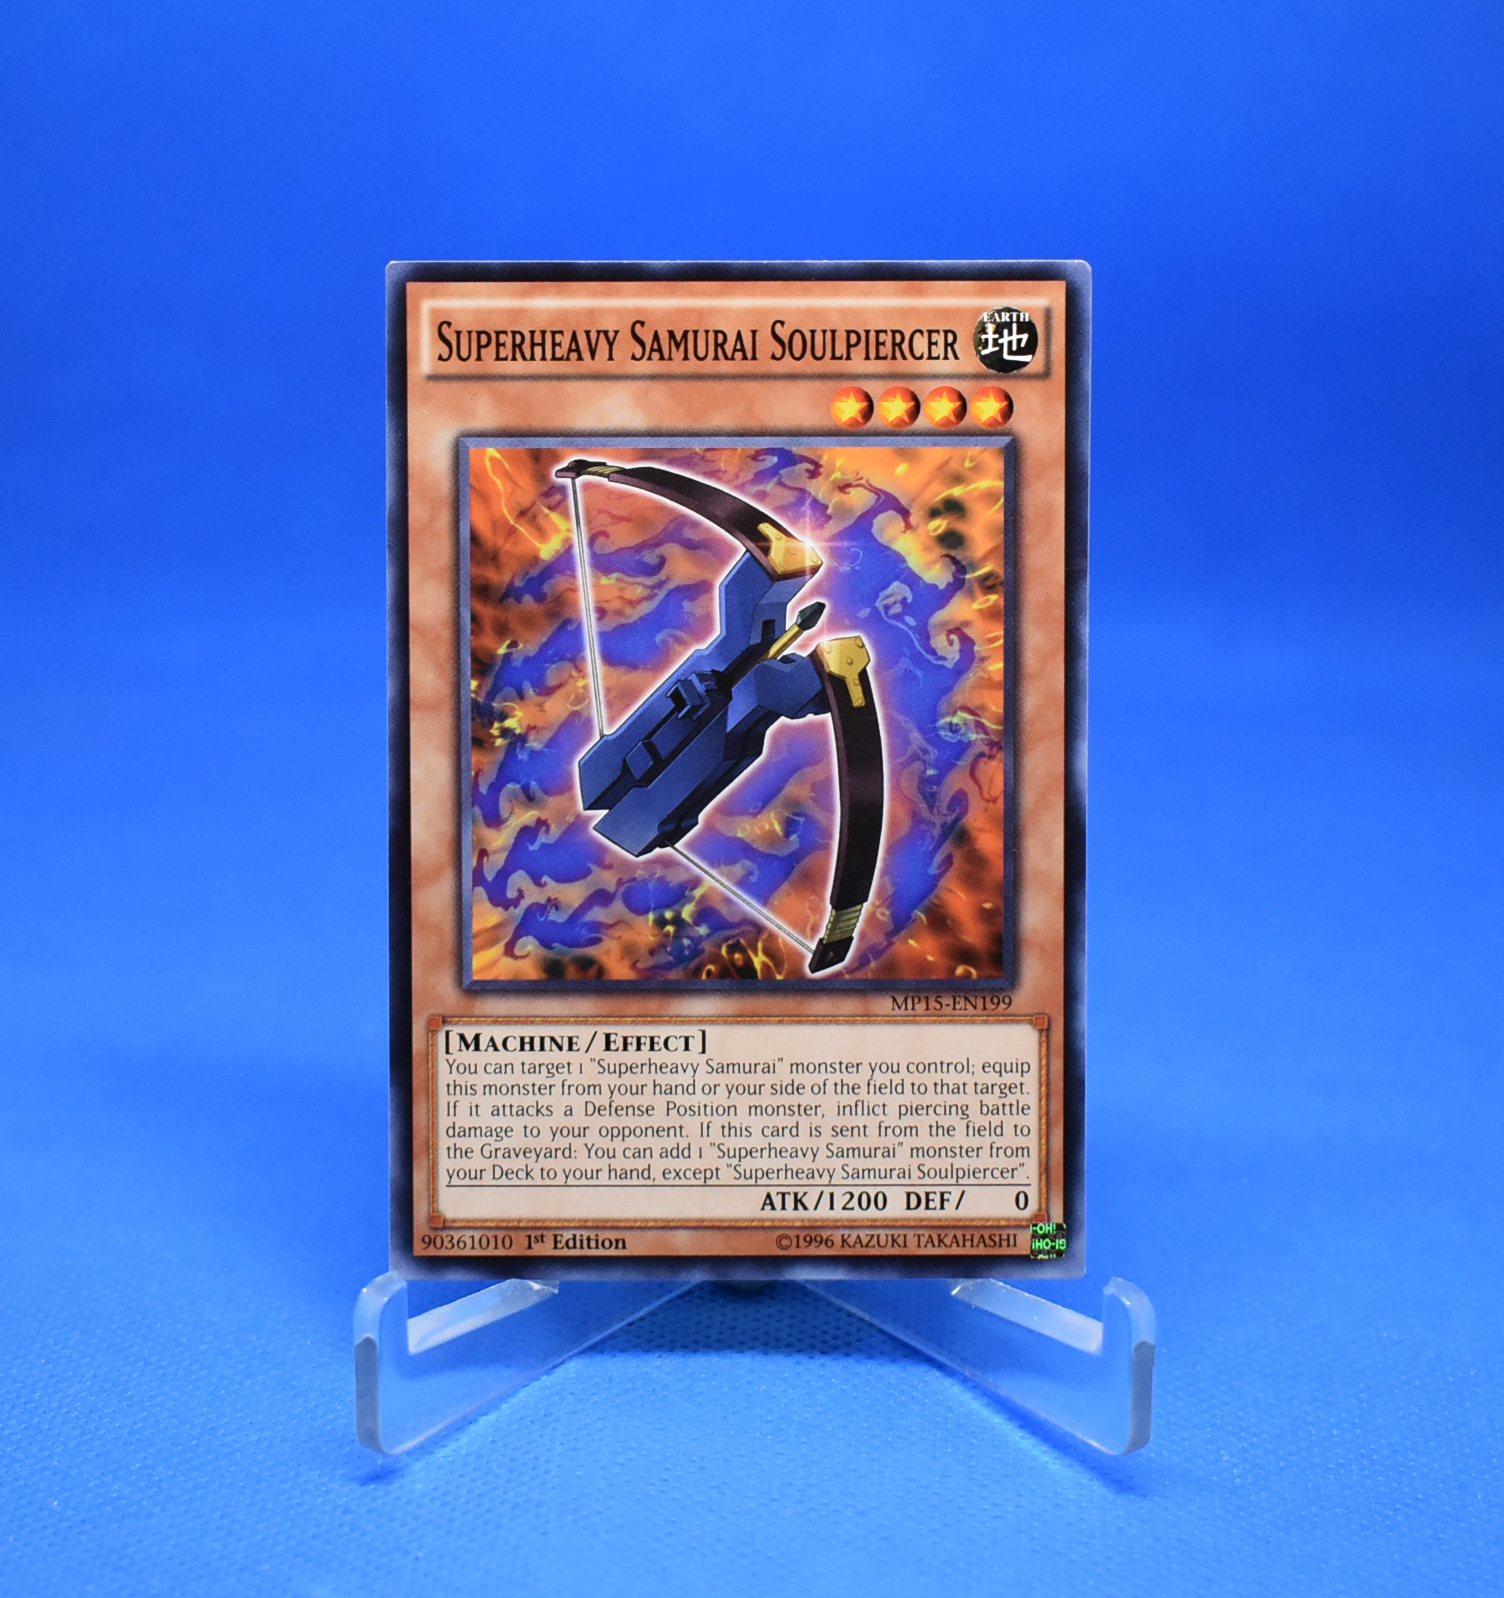 SUPERHEAVY SAMURAI SOULPIERCER
EARTH
地
MP15-EN199
[MACHINE/EFFECT]
You can target 1 "Superheavy Samurai" monster you control; equip
this monster from your hand or your side of the field to that target.
If it attacks a Defense Position monster, inflict piercing battle
damage to your opponent. If this card is sent from the field to
the Graveyard: You can add 1 "Superheavy Samurai" monster from
your Deck to your hand, except "Superheavy Samurai Soulpiercer".
ATK/1200 DEF/ 0
90361010 1st Edition ©1996 KAZUKI TAKAHASHI
-OH!